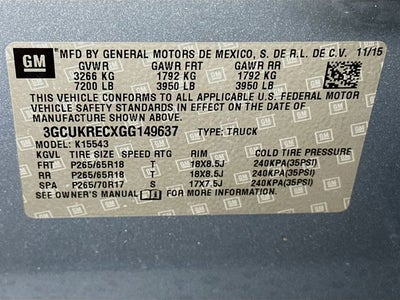 GM
MFD BY GENERAL MOTORS DE MEXICO, S. DE R.L. DE C.V. 11/15
GVWR GAWR FRT GAWR RR
3266 KG 1792 KG 1792 KG
7200 LB 3950 LB 3950 LB
THIS VEHICLE CONFORMS TO ALL APPLICABLE U.S. FEDERAL MOTOR
VEHICLE SAFETY STANDARDS IN EFFECT ON THE DATE OF
MANUFACTURE SHOWN ABOVE.
3GCUKRECXGG149637 TYPE: TRUCK
MODEL: K15543
KGVL TIRE SIZE SPEED RTG RIM COLD TIRE PRESSURE
FRT P265/65R18 T 18X8.5J 240KPA(35PSI)
RR P265/65R18 T 18X8.5J 240KPA(35PSI)
SPA P265/70R17 S 17X7.5J 240KPA(35PSI)
SEE OWNER'S MANUAL FOR MORE INFORMATION.